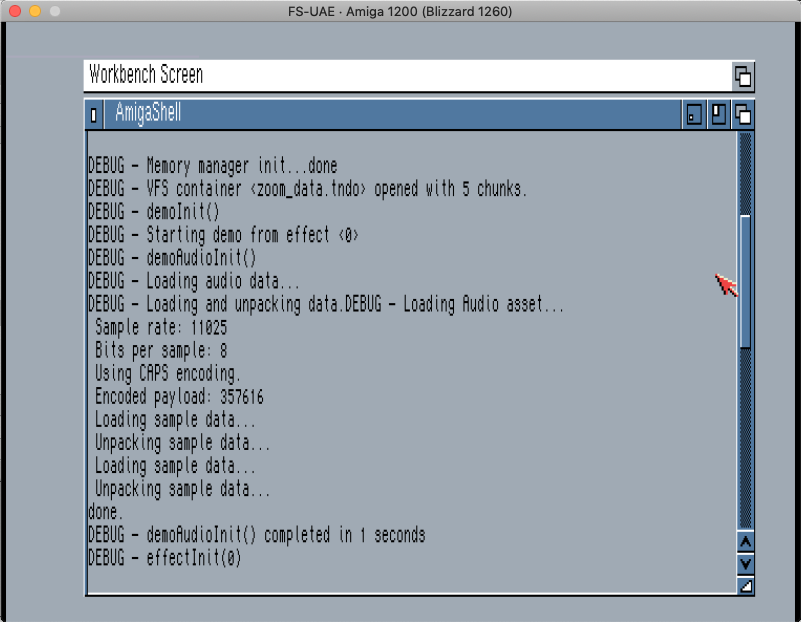 FS-UAE · Amiga 1200 (Blizzard 1260)
Workbench Screen
AmigaShell
DEBUG - Memory manager init...done
DEBUG - VFS container <zoom_data.tndo> opened with 5 chunks.
DEBUG - demoInit()
DEBUG - Starting demo from effect <0>
DEBUG - demoAudioInit()
DEBUG - Loading audio data...
DEBUG - Loading and unpacking data.DEBUG - Loading Audio asset...
Sample rate: 11025
Bits per sample: 8
Using CAPS encoding.
Encoded payload: 357616
Loading sample data...
Unpacking sample data...
Loading sample data...
Unpacking sample data...
done.
DEBUG - demoAudioInit() completed in 1 seconds
DEBUG - effectInit(0)